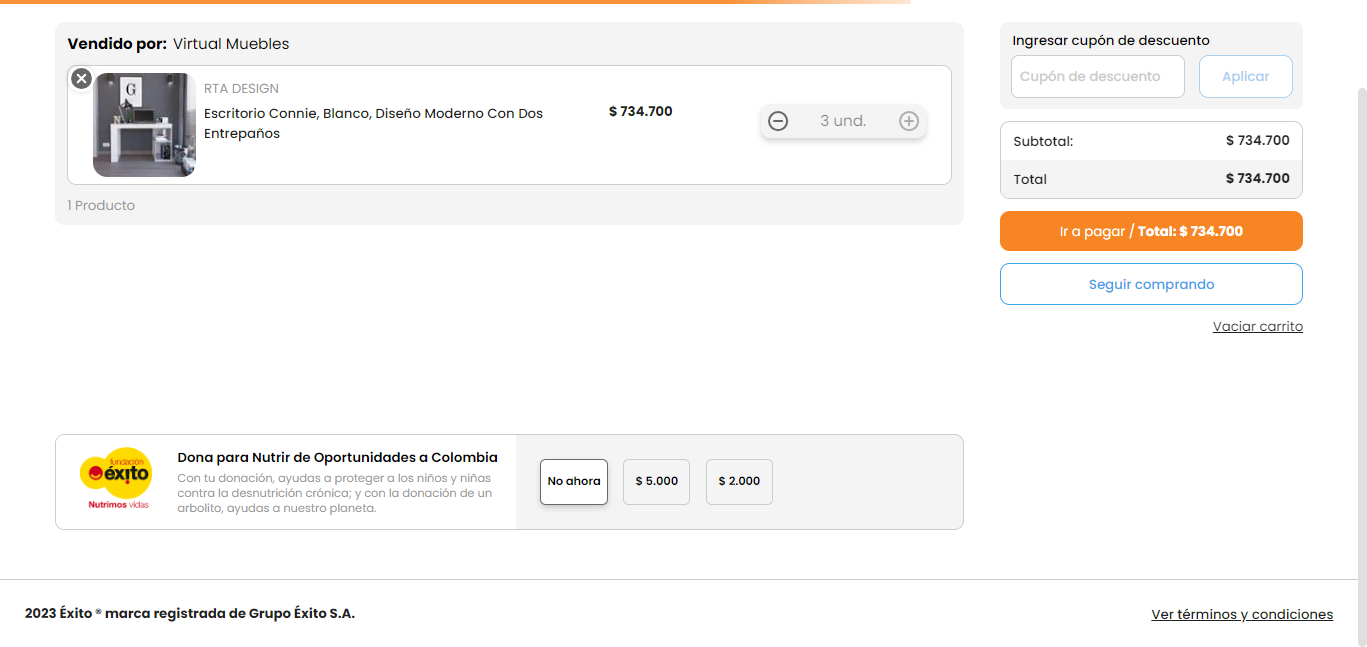 Vendido por: Virtual Muebles
G
RTA DESIGN
Escritorio Connie, Blanco, Diseño Moderno Con Dos
Entrepaños
$ 734.700
3 und.
1 Producto
Ingresar cupón de descuento
Cupón de descuento
Aplicar
Subtotal: $ 734.700
Total $ 734.700
Ir a pagar / Total: $ 734.700
Seguir comprando
Vaciar carrito
fundación
éxito
Nutrimos vidas
Dona para Nutrir de Oportunidades a Colombia
Con tu donación, ayudas a proteger a los niños y niñas
contra la desnutrición crónica; y con la donación de un
arbolito, ayudas a nuestro planeta.
No ahora
$ 5.000
$ 2.000
2023 Éxito ® marca registrada de Grupo Éxito S.A.
Ver términos y condiciones